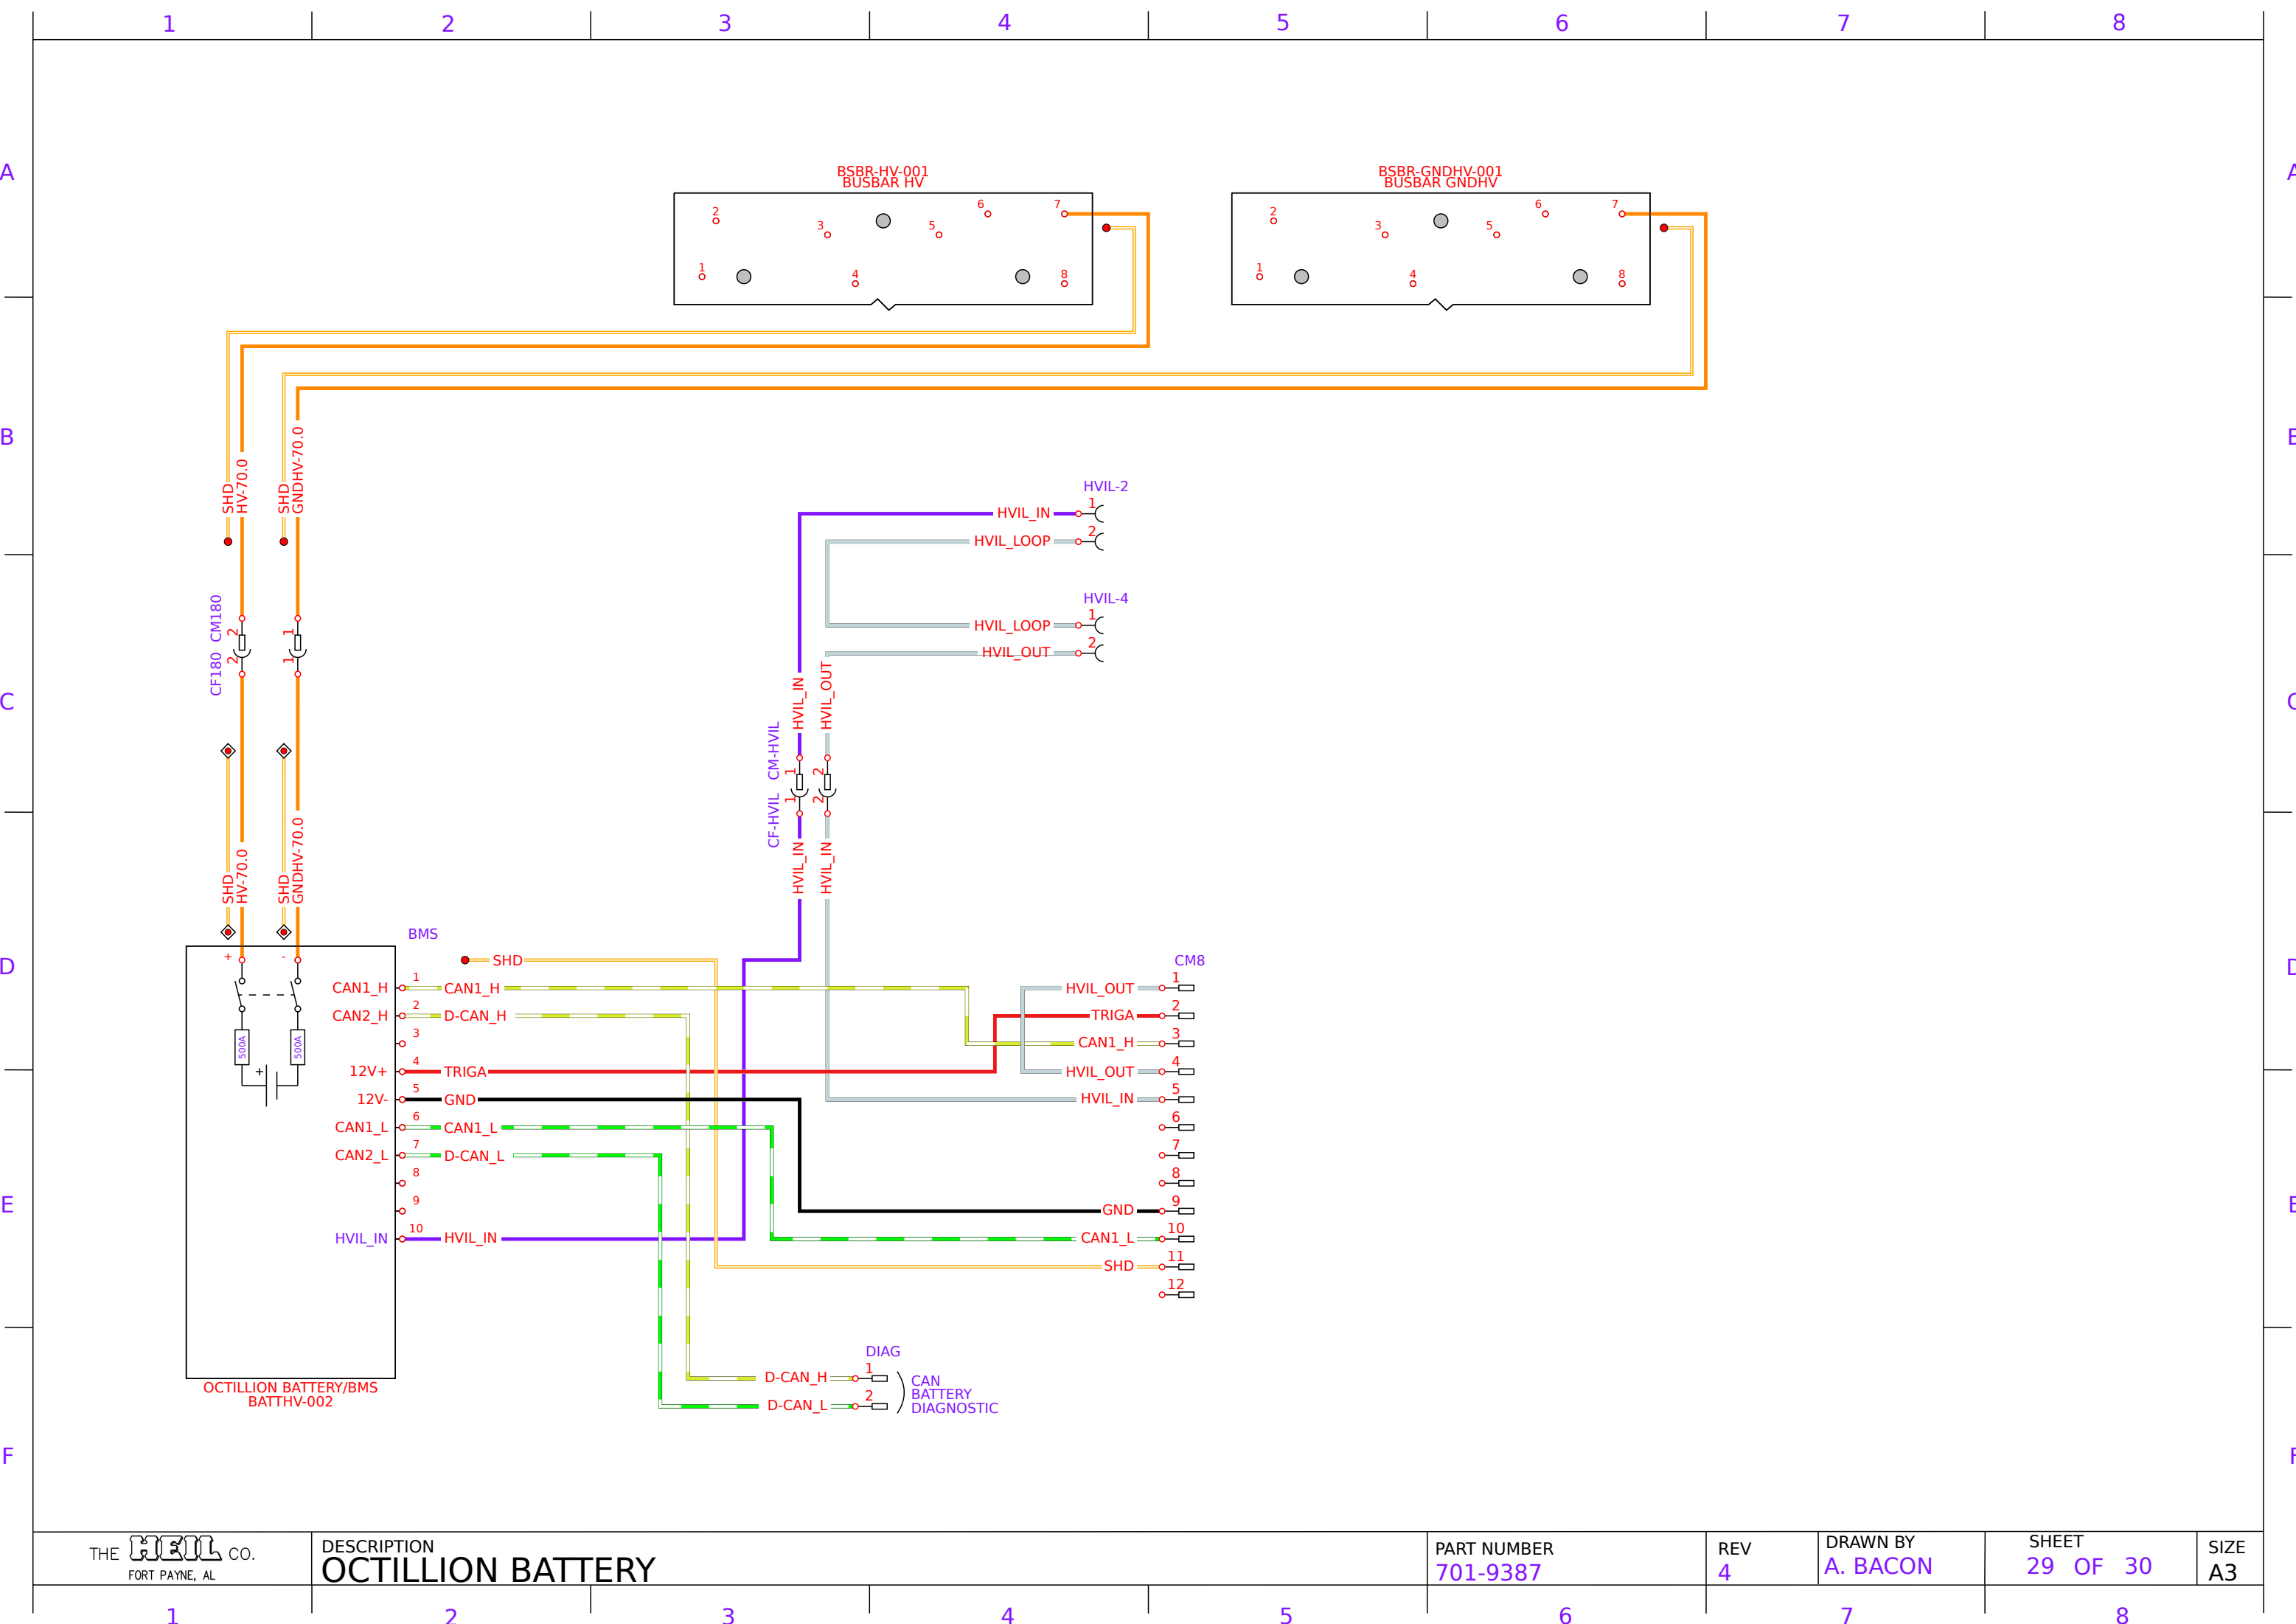 1 2 3 4 5 6 7 8
A A
BSBR-HV-001
BUSBAR HV
1 2 3 4 5 6 7 8
BSBR-GNDHV-001
BUSBAR GNDHV
1 2 3 4 5 6 7 8
B B
SHD
HV-70.0
SHD
GNDHV-70.0
HVIL-2
HVIL_IN 1
HVIL_LOOP 2
HVIL-4
HVIL_LOOP 1
HVIL_OUT 2
CF180 CM180
2 1
2 1
C C
HVIL_IN
HVIL_OUT
CF-HVIL CM-HVIL
1 2
1 2
HVIL_IN
HVIL_IN
SHD
HV-70.0
SHD
GNDHV-70.0
D D
BMS
+ -
500A
500A
+
SHD
CAN1_H 1 CAN1_H
CAN2_H 2 D-CAN_H
3
12V+ 4 TRIGA
12V- 5 GND
CAN1_L 6 CAN1_L
CAN2_L 7 D-CAN_L
8
9
HVIL_IN 10 HVIL_IN
CM8
HVIL_OUT 1
TRIGA 2
CAN1_H 3
HVIL_OUT 4
HVIL_IN 5
6
7
8
GND 9
CAN1_L 10
SHD 11
12
E E
OCTILLION BATTERY/BMS
BATTHV-002
DIAG
D-CAN_H 1
D-CAN_L 2
CAN
BATTERY
DIAGNOSTIC
F F
THE HEIL CO.
FORT PAYNE, AL
DESCRIPTION
OCTILLION BATTERY
PART NUMBER
701-9387
REV
4
DRAWN BY
A. BACON
SHEET
29 OF 30
SIZE
A3
1 2 3 4 5 6 7 8